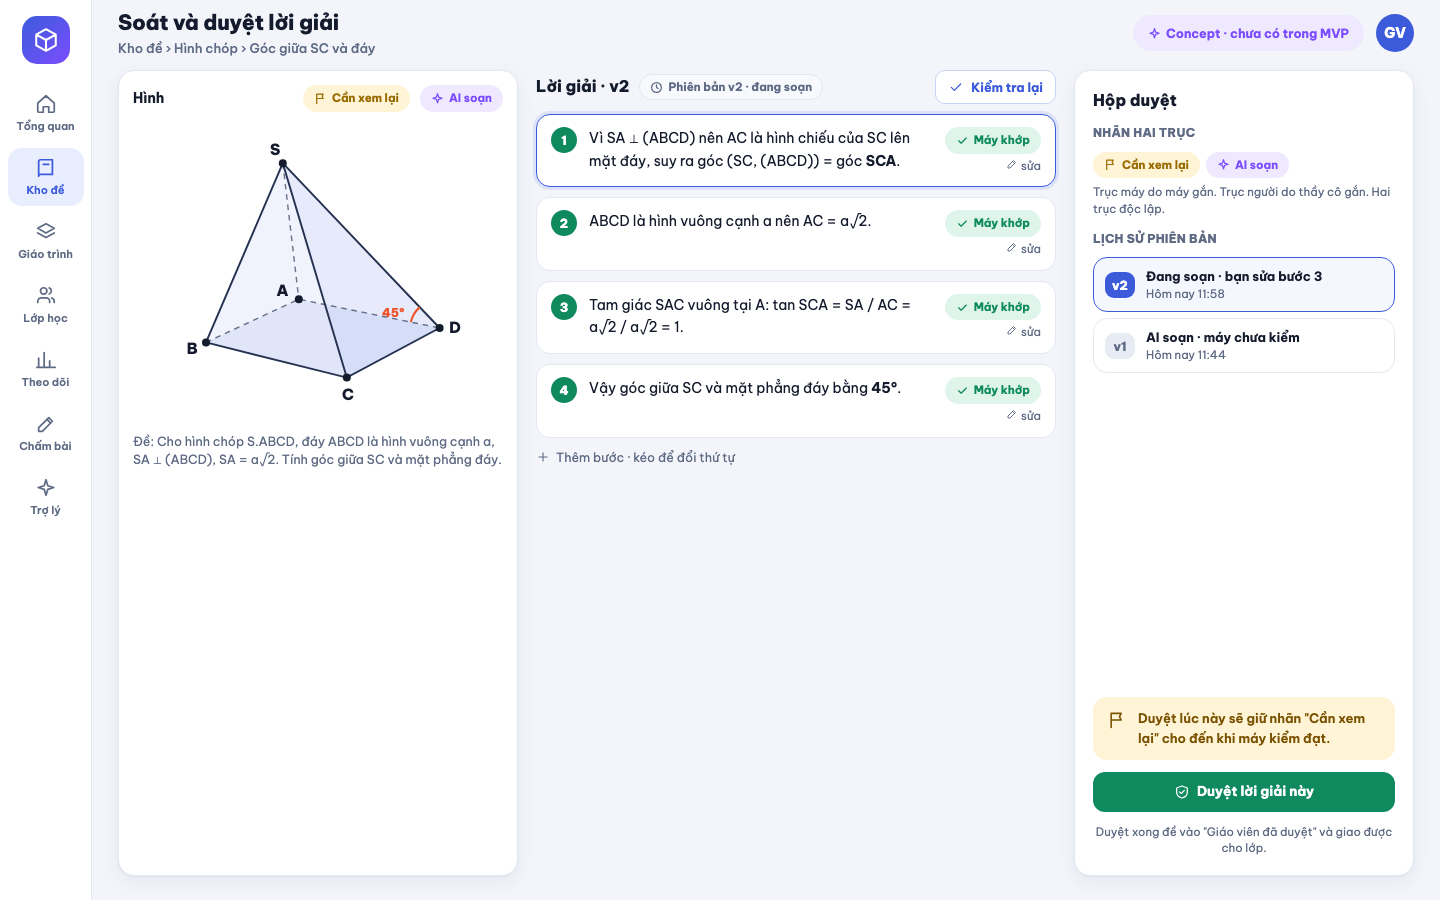 Soát và duyệt lời giải
Kho đề › Hình chóp › Góc giữa SC và đáy
Concept · chưa có trong MVP
GV
Tổng quan
Kho đề
Giáo trình
Lớp học
Theo dõi
Chấm bài
Trợ lý
Hình
Cần xem lại
AI soạn
S
A
45°
D
B
C
Đề: Cho hình chóp S.ABCD, đáy ABCD là hình vuông cạnh a,
SA ⊥ (ABCD), SA = a√2. Tính góc giữa SC và mặt phẳng đáy.
Lời giải · v2
Phiên bản v2 · đang soạn
Kiểm tra lại
1
Vì SA ⊥ (ABCD) nên AC là hình chiếu của SC lên
mặt đáy, suy ra góc (SC, (ABCD)) = góc SCA.
Máy khớp
sửa
2
ABCD là hình vuông cạnh a nên AC = a√2.
Máy khớp
sửa
3
Tam giác SAC vuông tại A: tan SCA = SA / AC =
a√2 / a√2 = 1.
Máy khớp
sửa
4
Vậy góc giữa SC và mặt phẳng đáy bằng 45°.
Máy khớp
sửa
Thêm bước · kéo để đổi thứ tự
Hộp duyệt
NHÃN HAI TRỤC
Cần xem lại
AI soạn
Trục máy do máy gắn. Trục người do thầy cô gắn. Hai
trục độc lập.
LỊCH SỬ PHIÊN BẢN
v2
Đang soạn · bạn sửa bước 3
Hôm nay 11:58
v1
AI soạn · máy chưa kiểm
Hôm nay 11:44
Duyệt lúc này sẽ giữ nhãn "Cần xem
lại" cho đến khi máy kiểm đạt.
Duyệt lời giải này
Duyệt xong đề vào "Giáo viên đã duyệt" và giao được
cho lớp.